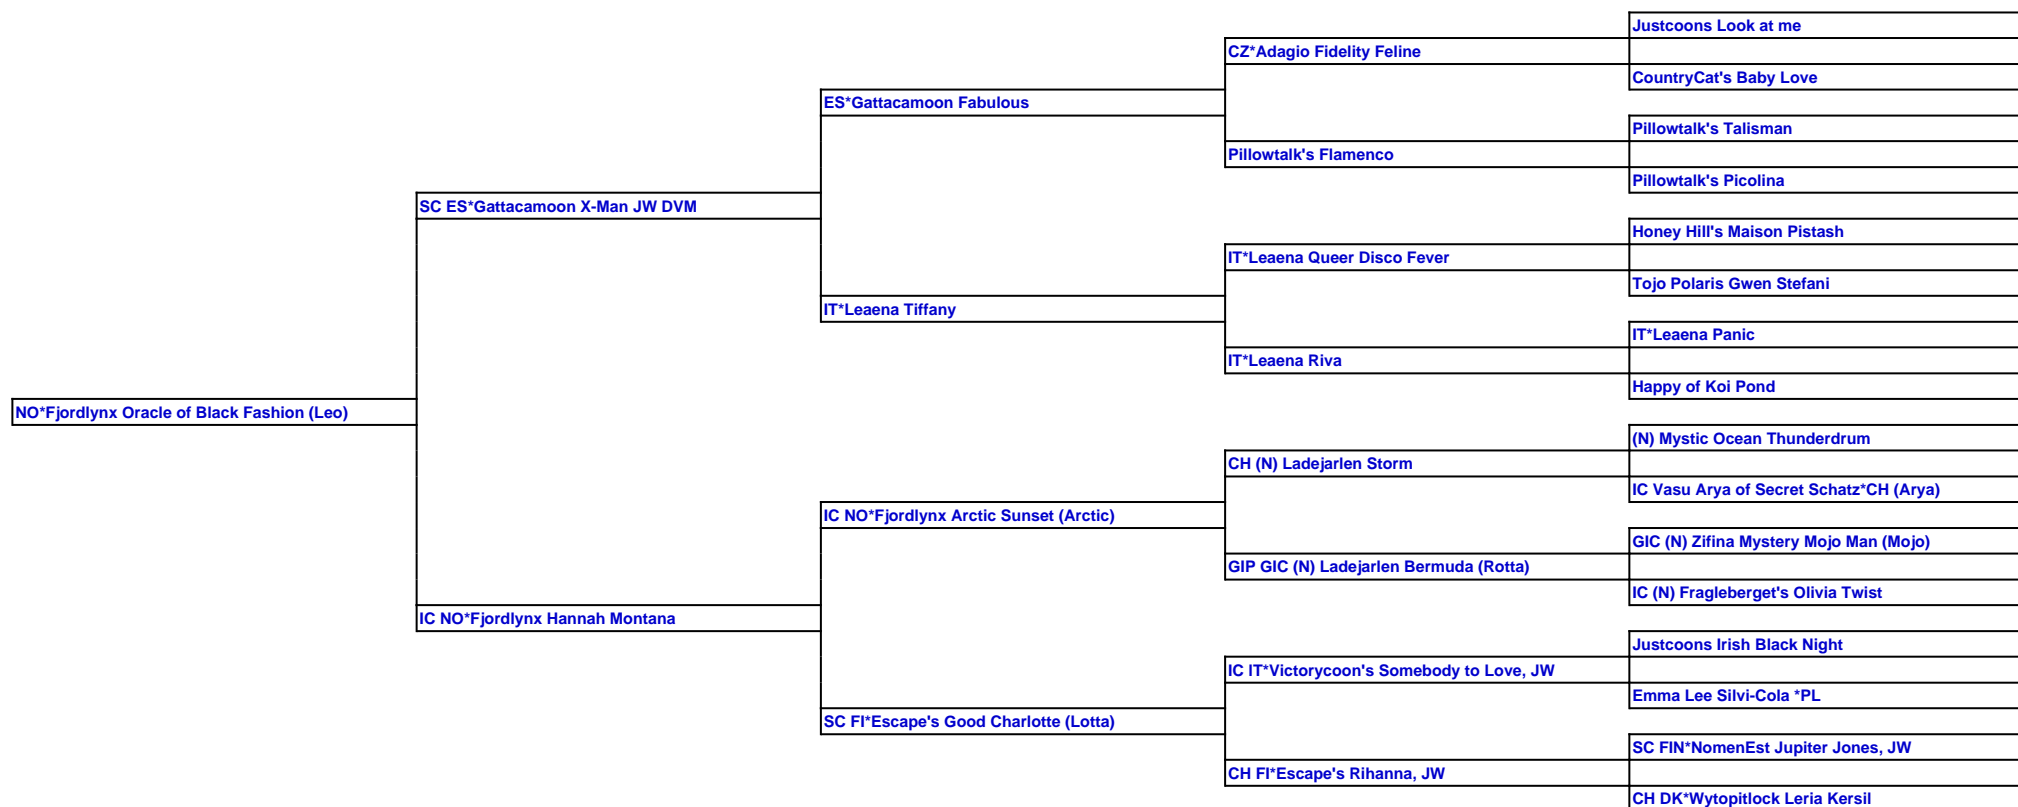 Justcoons Look at me
CZ*Adagio Fidelity Feline
CountryCat's Baby Love
ES*Gattacamoon Fabulous
Pillowtalk's Talisman
Pillowtalk's Flamenco
Pillowtalk's Picolina
SC ES*Gattacamoon X-Man JW DVM
Honey Hill's Maison Pistash
IT*Leaena Queer Disco Fever
Tojo Polaris Gwen Stefani
IT*Leaena Tiffany
IT*Leaena Panic
IT*Leaena Riva
Happy of Koi Pond
NO*Fjordlynx Oracle of Black Fashion (Leo)
(N) Mystic Ocean Thunderdrum
CH (N) Ladejarlen Storm
IC Vasu Arya of Secret Schatz*CH (Arya)
IC NO*Fjordlynx Arctic Sunset (Arctic)
GIC (N) Zifina Mystery Mojo Man (Mojo)
GIP GIC (N) Ladejarlen Bermuda (Rotta)
IC (N) Fragleberget's Olivia Twist
IC NO*Fjordlynx Hannah Montana
Justcoons Irish Black Night
IC IT*Victorycoon's Somebody to Love, JW
Emma Lee Silvi-Cola *PL
SC FI*Escape's Good Charlotte (Lotta)
SC FIN*NomenEst Jupiter Jones, JW
CH FI*Escape's Rihanna, JW
CH DK*Wytopitlock Leria Kersil